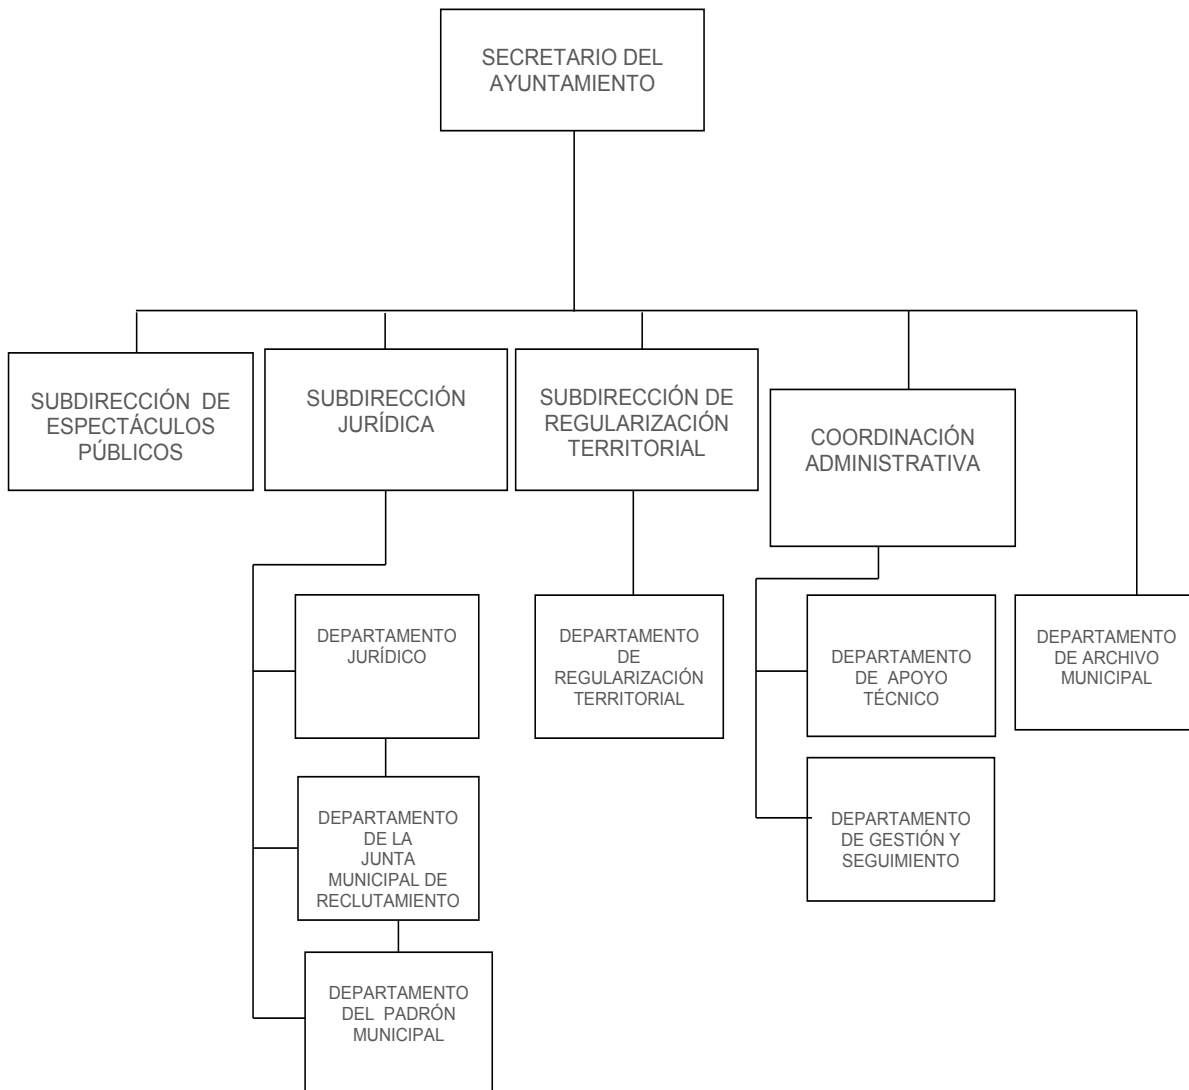 SECRETARIO DEL
AYUNTAMIENTO
SUBDIRECCIÓN DE
ESPECTÁCULOS
PÚBLICOS
SUBDIRECCIÓN
JURÍDICA
SUBDIRECCIÓN DE
REGULARIZACIÓN
TERRITORIAL
COORDINACIÓN
ADMINISTRATIVA
DEPARTAMENTO
JURÍDICO
DEPARTAMENTO
DE LA
JUNTA
MUNICIPAL DE
RECLUTAMIENTO
DEPARTAMENTO
DEL PADRÓN
MUNICIPAL
DEPARTAMENTO
DE
REGULARIZACIÓN
TERRITORIAL
DEPARTAMENTO
DE APOYO
TÉCNICO
DEPARTAMENTO
DE GESTIÓN Y
SEGUIMIENTO
DEPARTAMENTO
DE ARCHIVO
MUNICIPAL